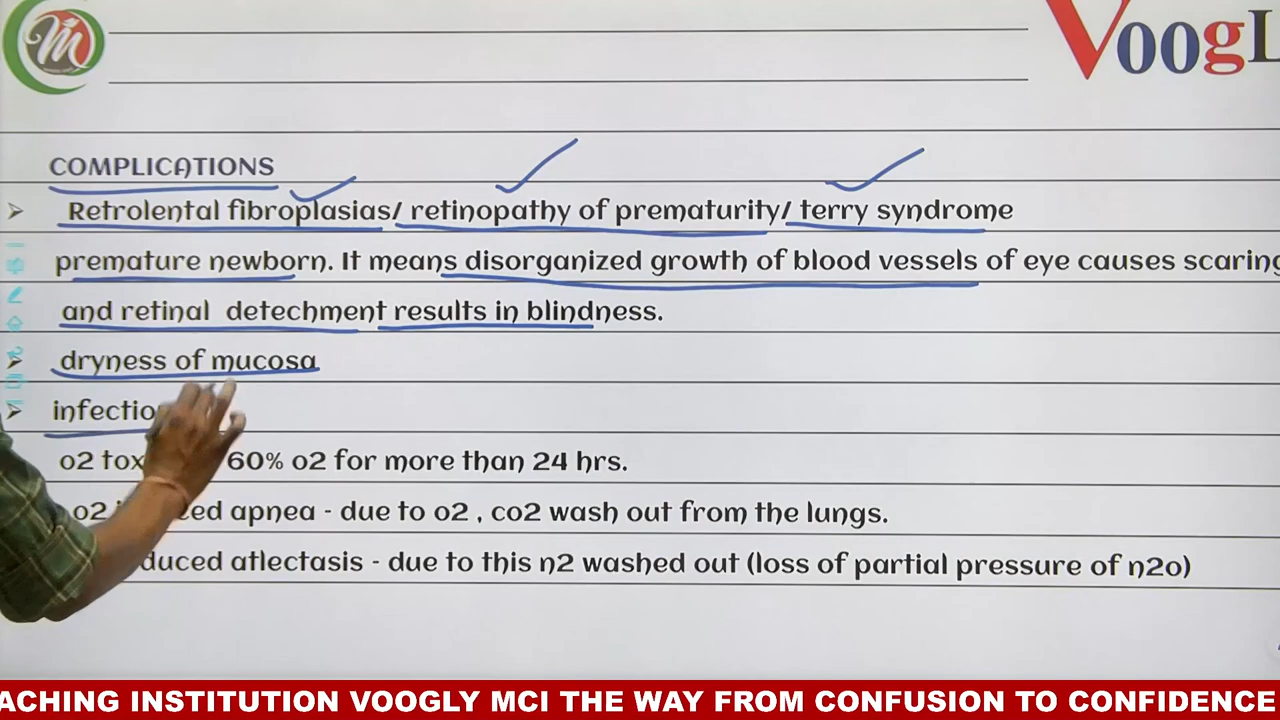 M
VoogL
COMPLICATIONS
Retrolental fibroplasias/ retinopathy of prematurity/ terry syndrome
premature newborn. It means disorganized growth of blood vessels of eye causes scaring
and retinal detechment results in blindness.
dryness of mucosa
infectio
o2 tox 60% o2 for more than 24 hrs.
o2 i ced apnea - due to o2 , co2 wash out from the lungs.
duced atlectasis - due to this n2 washed out (loss of partial pressure of n2o)
ACHING INSTITUTION VOOGLY MCI THE WAY FROM CONFUSION TO CONFIDENCE